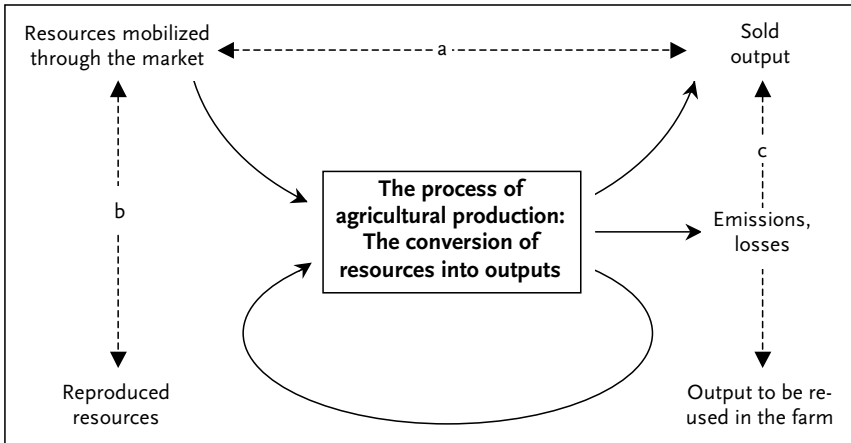 Resources mobilized
through the market
a
Sold
output
b
The process of
agricultural production:
The conversion of
resources into outputs
c
Emissions,
losses
Reproduced
resources
Output to be re-
used in the farm